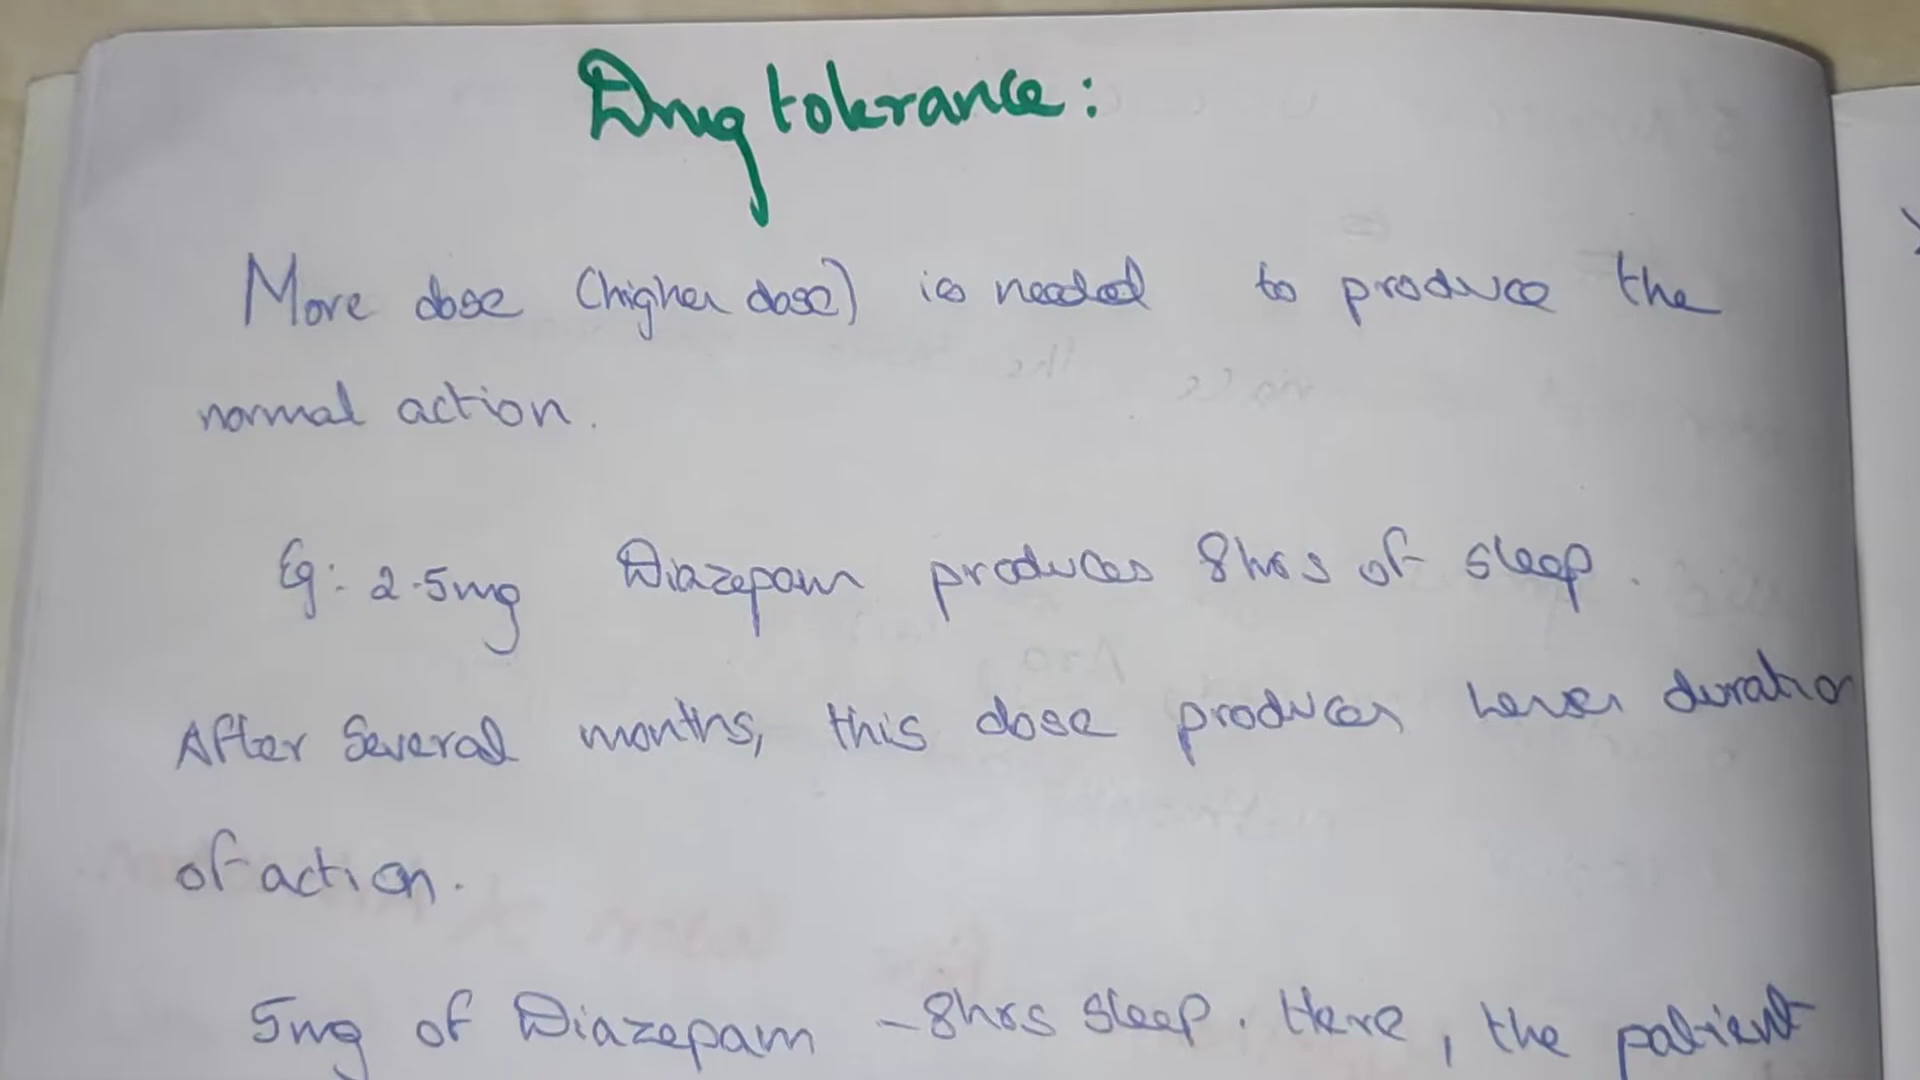 Drug tolerance:
More dose (higher dose) is needed to produce the
normal action.
Eg: 2.5mg Diazepam produces 8hrs of sleep.
After Several months, this dose produces lesser duration
of action.
5mg of Diazepam - 8hrs sleep. Here, the patient